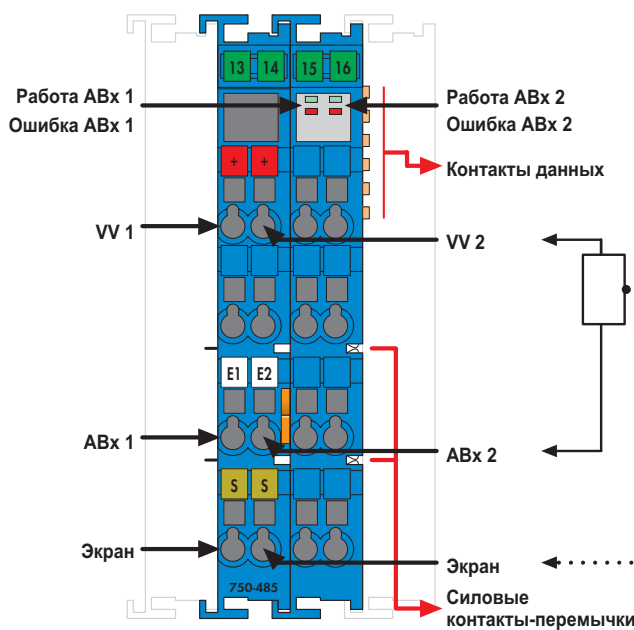 13 14 15 16
Работа АВх 1
Ошибка АВх 1
Работа АВх 2
Ошибка АВх 2
Контакты данных
+ +
VV 1
VV 2
E1 E2
АВх 1
АВх 2
S S
Экран
Экран
750-485
Силовые
контакты-перемычки